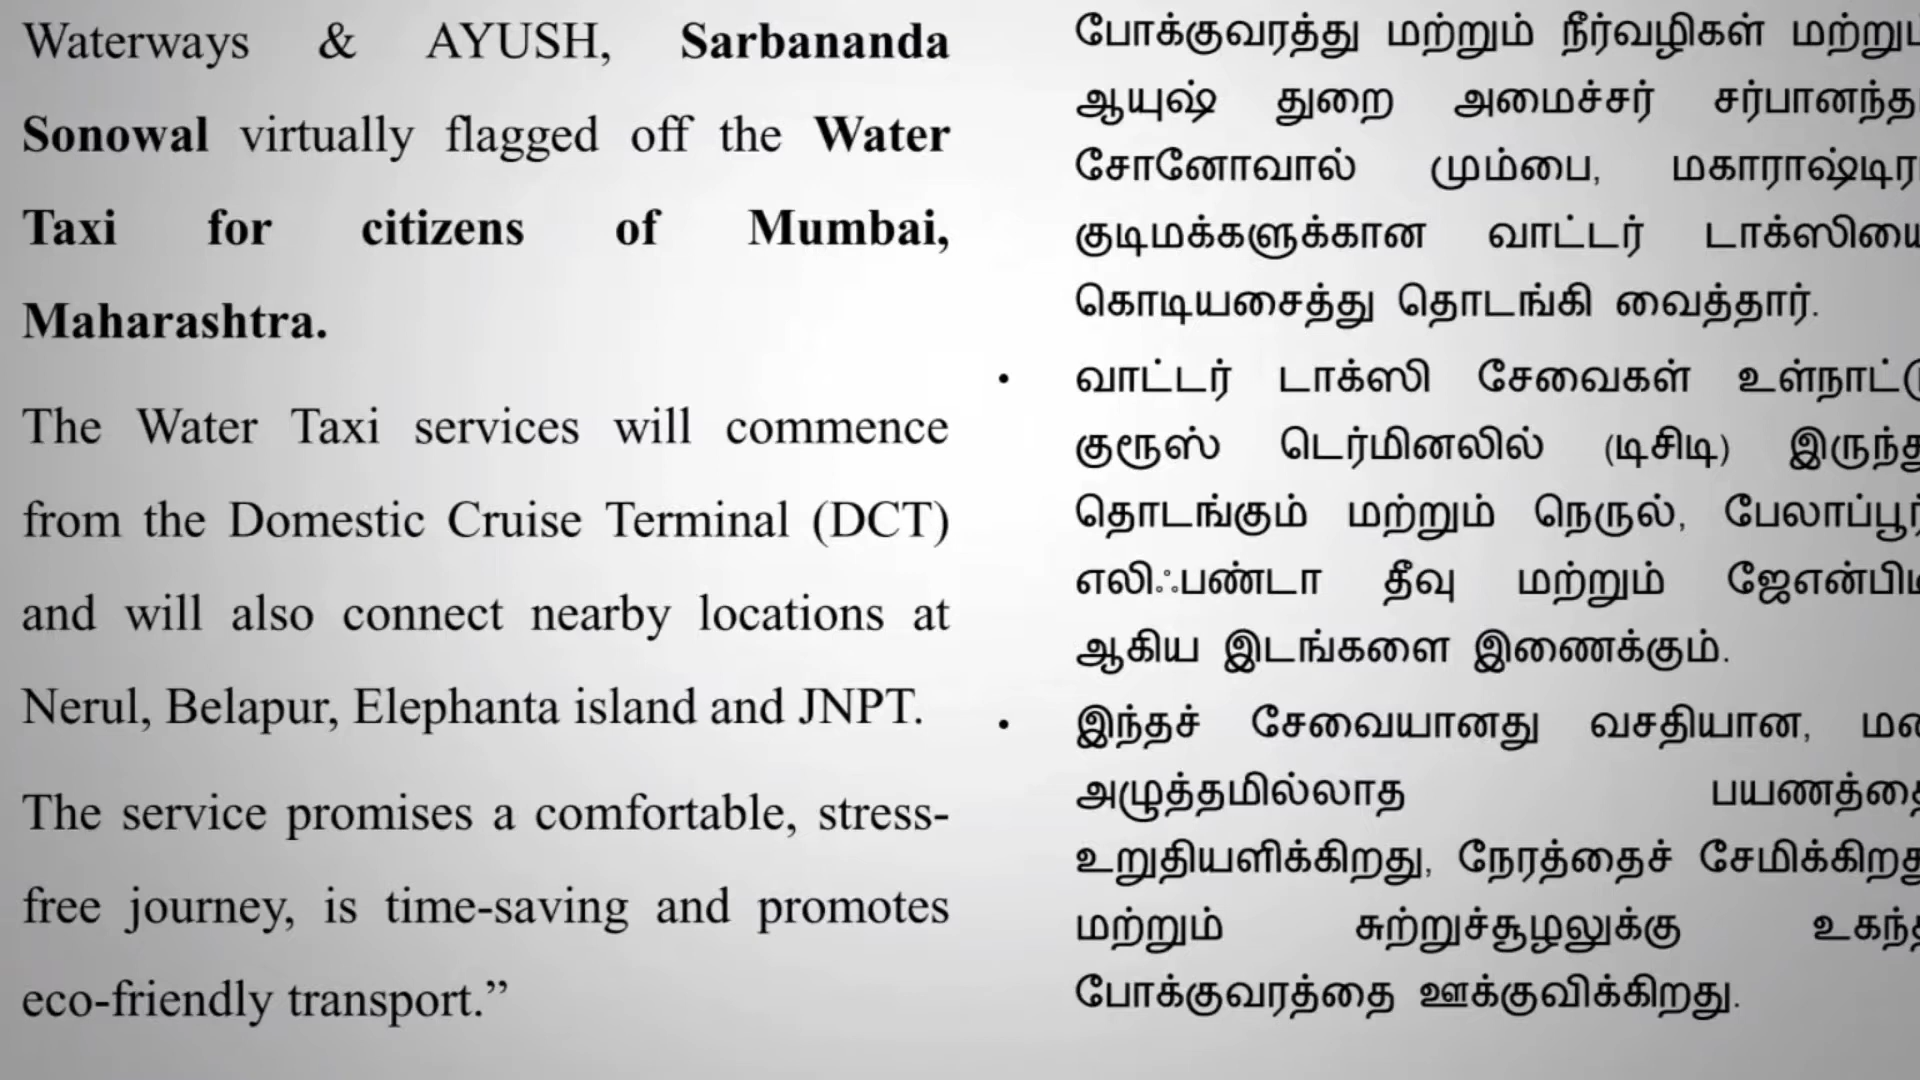 Waterways & AYUSH, Sarbananda
Sonowal virtually flagged off the Water
Taxi for citizens of Mumbai,
Maharashtra.
The Water Taxi services will commence
from the Domestic Cruise Terminal (DCT)
and will also connect nearby locations at
Nerul, Belapur, Elephanta island and JNPT.
The service promises a comfortable, stress-
free journey, is time-saving and promotes
eco-friendly transport.”
போக்குவரத்து மற்றும் நீர்வழிகள்
ஆயுஷ் துறை அமைச்சர்
சோனோவால் மும்பை,
குடிமக்களுக்கான வாட்டர்
கொடியசைத்து தொடங்கி வைத்தார்.
• வாட்டர் டாக்ஸி சேவைகள்
குரூஸ் டெர்மினலில் (டிசிடி)
தொடங்கும் மற்றும் நெருல்,
எலிஃபண்டா தீவு மற்றும்
ஆகிய இடங்களை இணைக்கும்.
• இந்தச் சேவையானது வசதியான,
அழுத்தமில்லாத
உறுதியளிக்கிறது, நேரத்தைச்
மற்றும் சுற்றுச்சூழலுக்கு
போக்குவரத்தை ஊக்குவிக்கிறது.